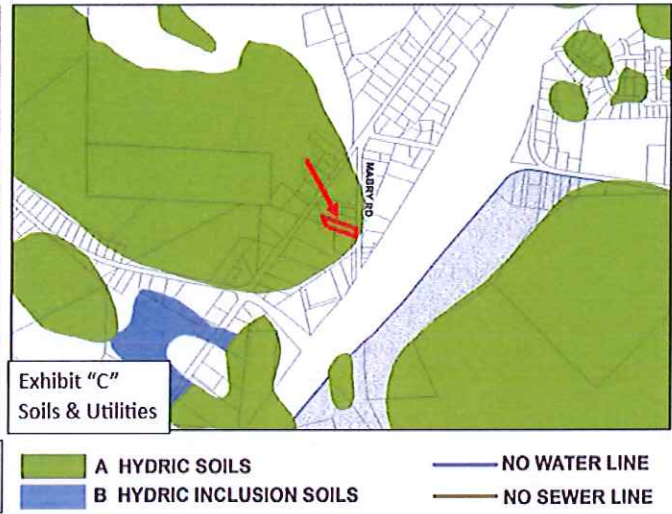 MABRY RD
Exhibit "C"
Soils & Utilities
A HYDRIC SOILS
NO WATER LINE
B HYDRIC INCLUSION SOILS
NO SEWER LINE